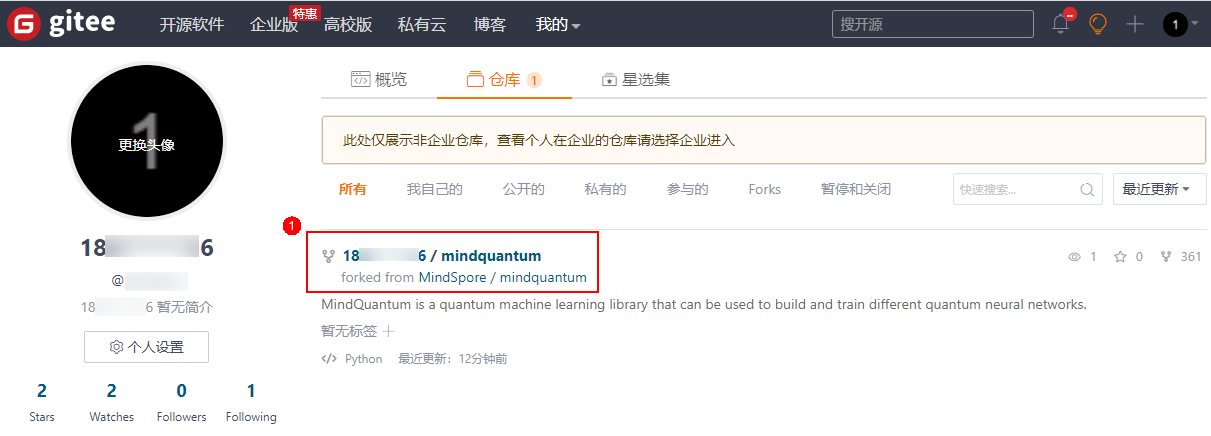 gitee 开源软件 企业版 特惠 高校版 私有云 博客 我的 搜开源 1
概览 仓库 1 星选集
1
更换头像
此处仅展示非企业仓库，查看个人在企业的仓库请选择企业进入
所有 我自己的 公开的 私有的 参与的 Forks 暂停和关闭 快速搜索... 最近更新
1
18 6
@
18 6 暂无简介
个人设置
2 2 0 1
Stars Watches Followers Following
18 6 / mindquantum 1 0 361
forked from MindSpore / mindquantum
MindQuantum is a quantum machine learning library that can be used to build and train different quantum neural networks.
暂无标签
Python 最近更新：12分钟前